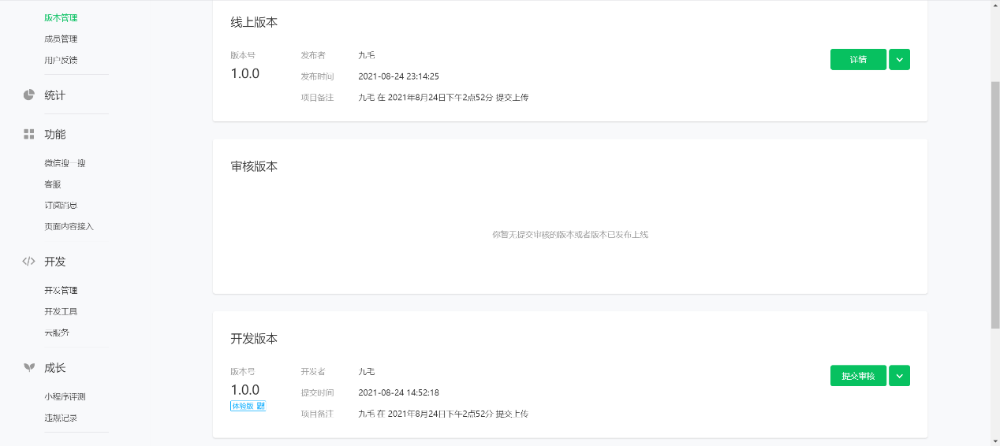 版本管理
成员管理
用户反馈
统计
功能
微信搜一搜
客服
订阅消息
页面内容接入
开发
开发管理
开发工具
云服务
成长
小程序评测
违规记录
线上版本
版本号
1.0.0
发布者 九毛
发布时间 2021-08-24 23:14:25
项目备注 九毛 在 2021年8月24日下午2点52分 提交上传
详情
审核版本
你暂无提交审核的版本或者版本已发布上线
开发版本
版本号
1.0.0
体验版
开发者 九毛
提交时间 2021-08-24 14:52:18
项目备注 九毛 在 2021年8月24日下午2点52分 提交上传
提交审核